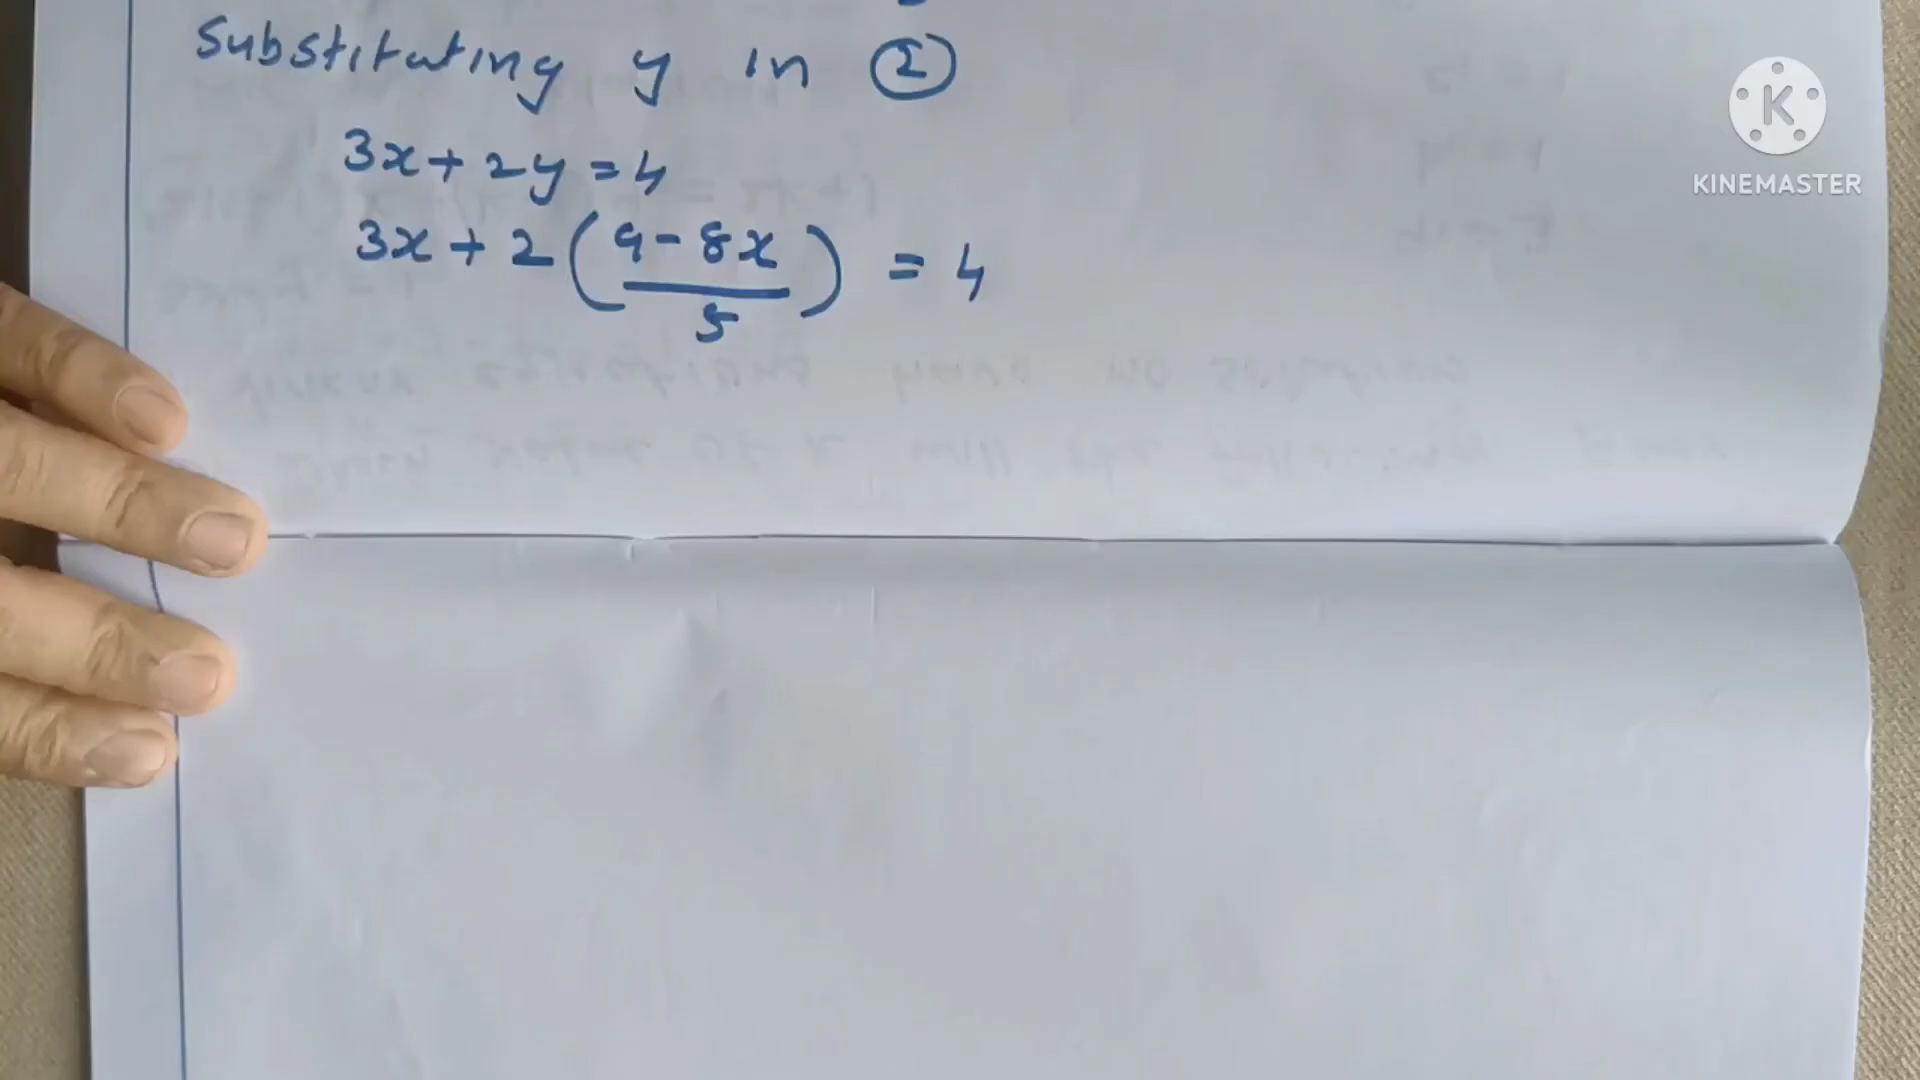 Substituting y in ②
3x + 2y = 4
3x + 2 ( 9 - 8x / 5 ) = 4
K
KINEMASTER